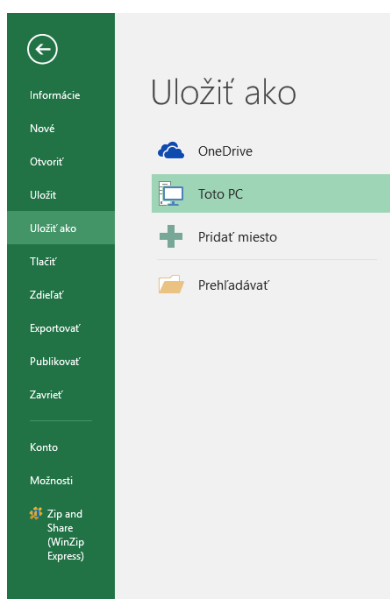 Informácie
Nové
Otvoriť
Uložiť
Uložiť ako
Tlačiť
Zdieľať
Exportovať
Publikovať
Zavrieť
Konto
Možnosti
Zip and
Share
(WinZip
Express)
Uložiť ako
OneDrive
Toto PC
Pridať miesto
Prehľadávať